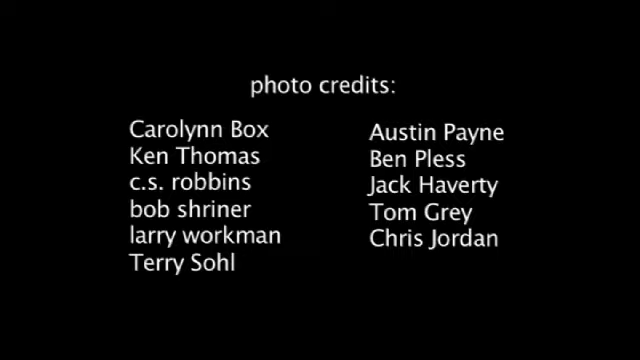 photo credits:
Carolynn Box
Ken Thomas
c.s. robbins
bob shriner
larry workman
Terry Sohl
Austin Payne
Ben Pless
Jack Haverty
Tom Grey
Chris Jordan